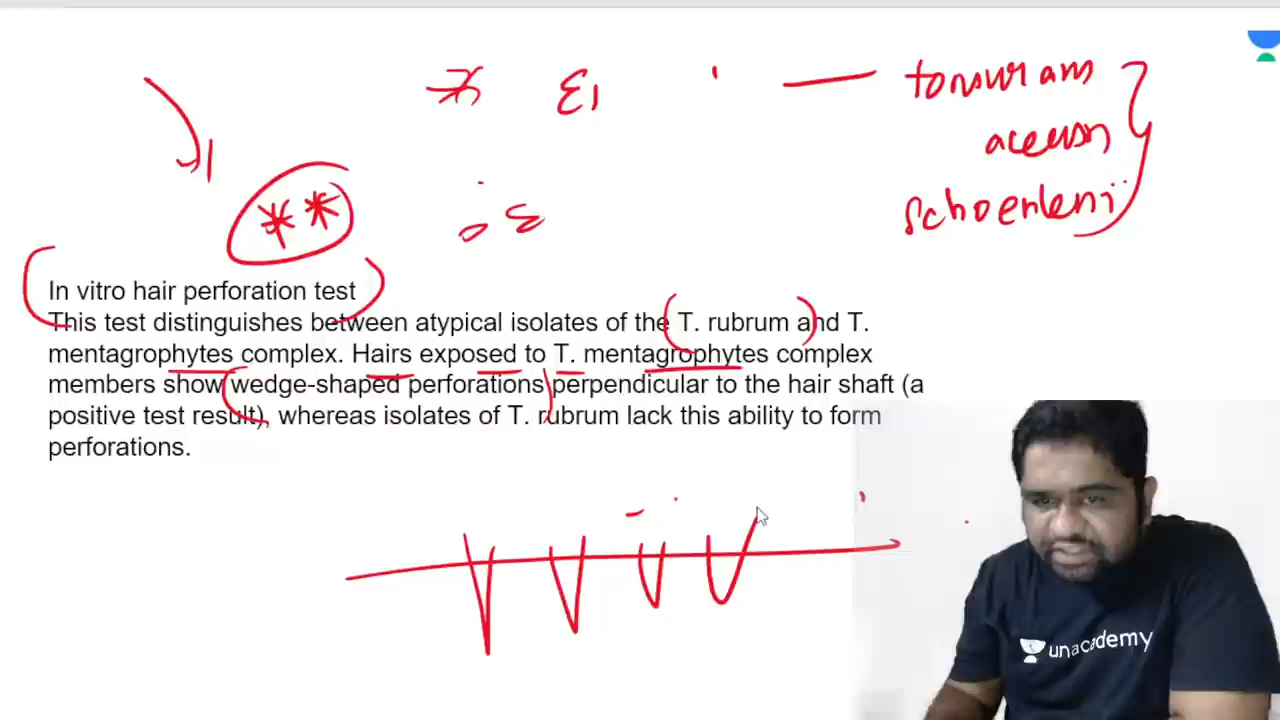 tonsurans
schoenleni
In vitro hair perforation test
This test distinguishes between atypical isolates of the T. rubrum and T.
mentagrophytes complex. Hairs exposed to T. mentagrophytes complex
members show wedge-shaped perforations perpendicular to the hair shaft (a
positive test result), whereas isolates of T. rubrum lack this ability to form
perforations.
unacademy